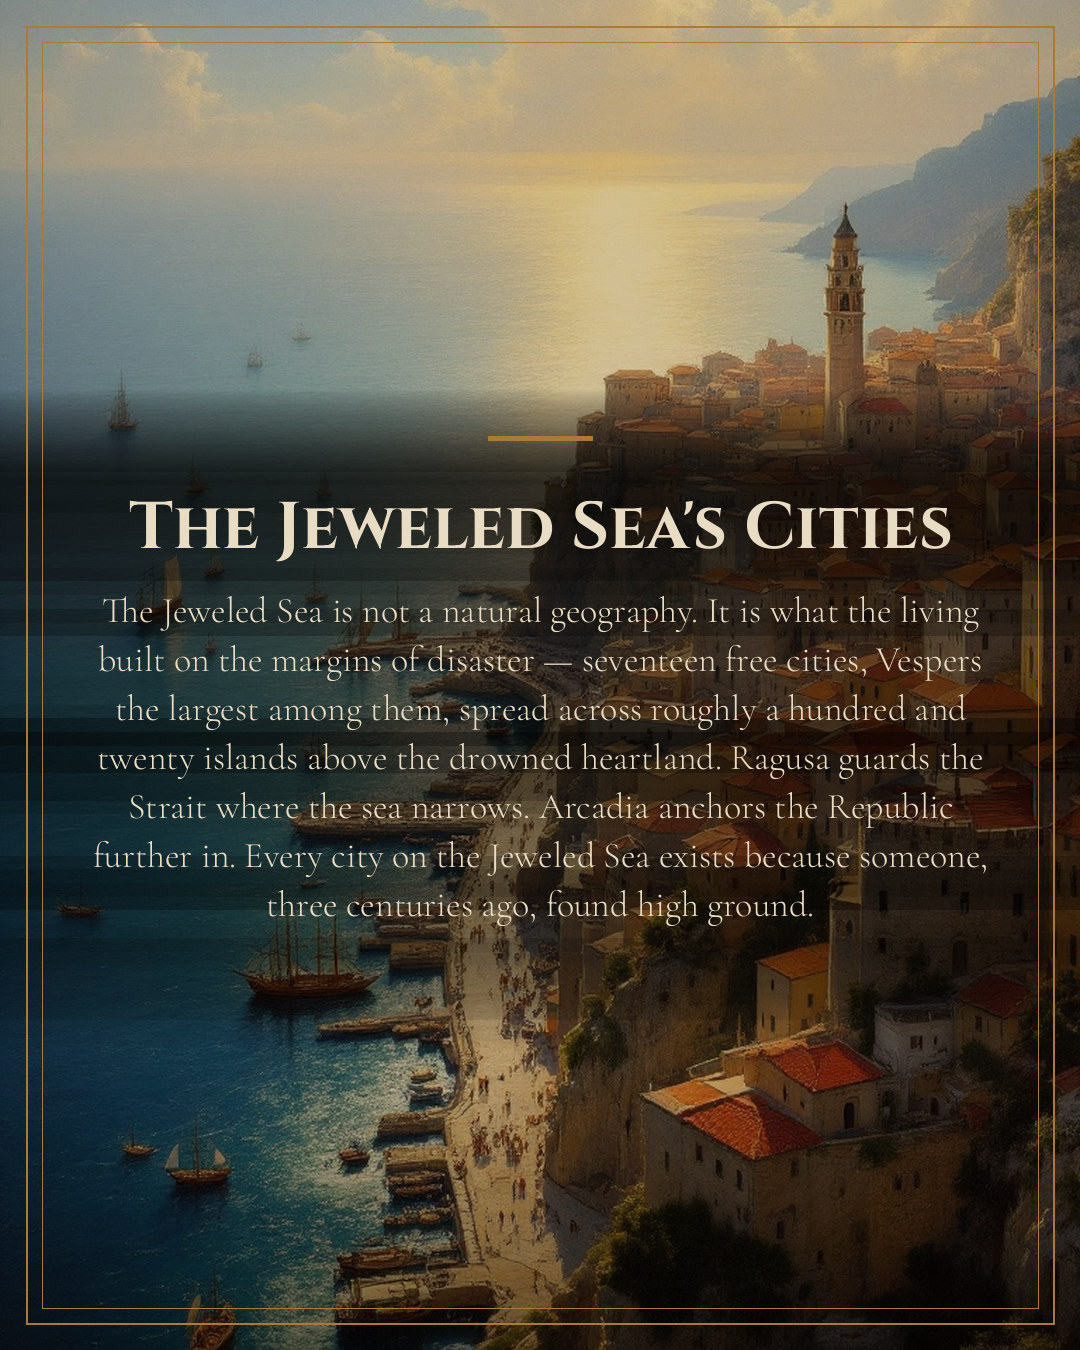 The Jeweled Sea's Cities
The Jeweled Sea is not a natural geography. It is what the living
built on the margins of disaster — seventeen free cities, Vespers
the largest among them, spread across roughly a hundred and
twenty islands above the drowned heartland. Ragusa guards the
Strait where the sea narrows. Arcadia anchors the Republic
further in. Every city on the Jeweled Sea exists because someone,
three centuries ago, found high ground.